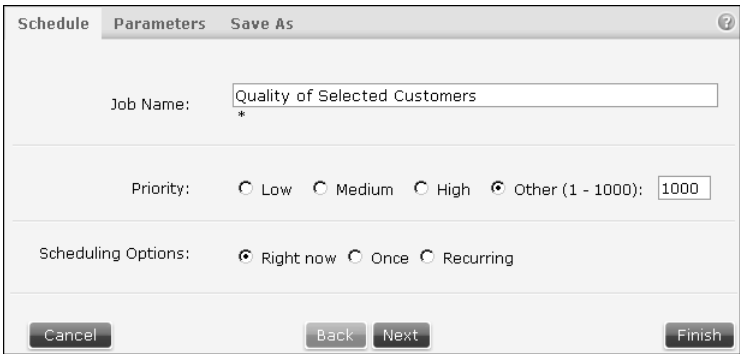 Schedule Parameters Save As ?
Job Name: Quality of Selected Customers
*
Priority: Low Medium High Other (1 - 1000): 1000
Scheduling Options: Right now Once Recurring
Cancel Back Next Finish